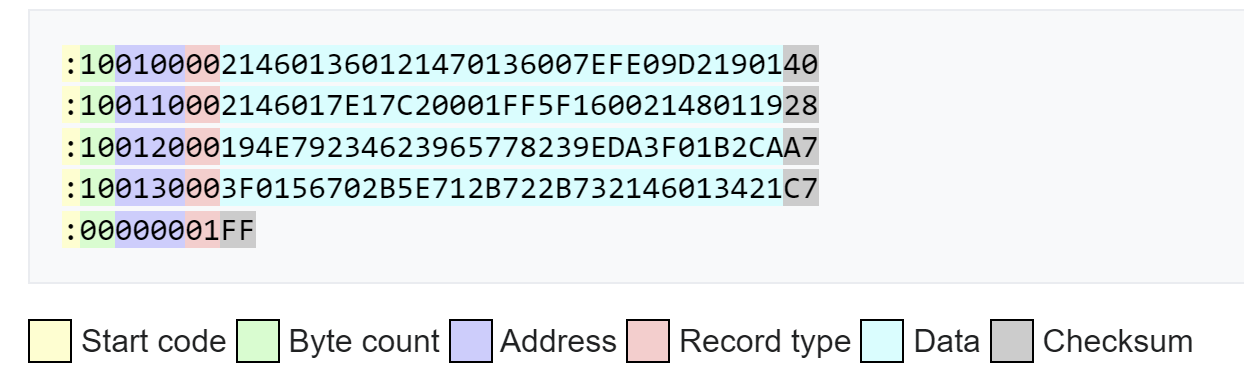 :10010000214601360121470136007EFE09D2190140
:100110002146017E17C20001FF5F16002148011928
:10012000194E79234623965778239EDA3F01B2CAA7
:100130003F0156702B5E712B722B732146013421C7
:00000001FF
Start code Byte count Address Record type Data Checksum